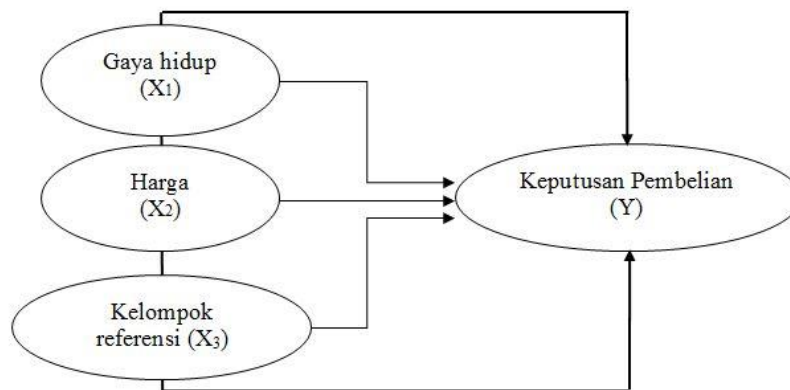 Gaya hidup
(X1)
Harga
(X2)
Kelompok
referensi (X3)
Keputusan Pembelian
(Y)